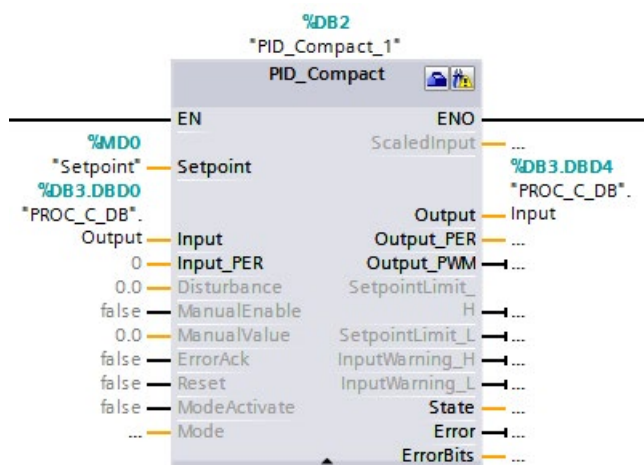 %DB2
"PID_Compact_1"
PID_Compact
EN ENO
ScaledInput ...
%MD0
"Setpoint" Setpoint
%DB3.DBD0
"PROC_C_DB".
Output Input
%DB3.DBD4
"PROC_C_DB".
Output Input
Output_PER ...
0 Input_PER Output_PWM ...
0.0 Disturbance SetpointLimit_
false ManualEnable H ...
0.0 ManualValue SetpointLimit_L ...
false ErrorAck InputWarning_H ...
false Reset InputWarning_L ...
false ModeActivate State ...
... Mode Error ...
ErrorBits ...